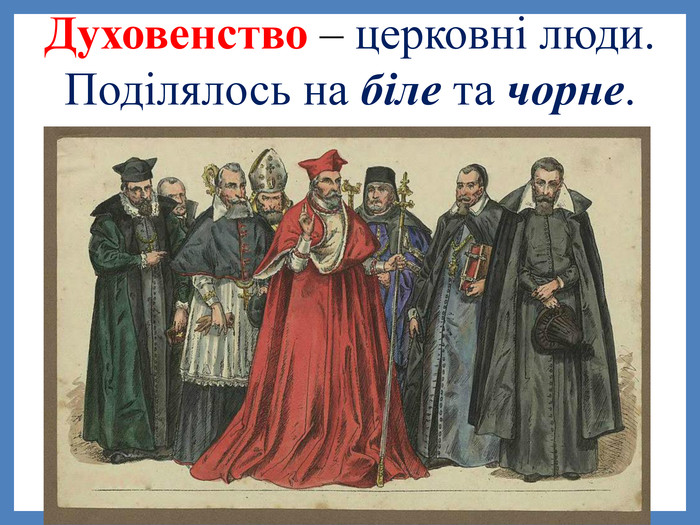 Духовенство – церковні люди.
Поділялось на біле та чорне.